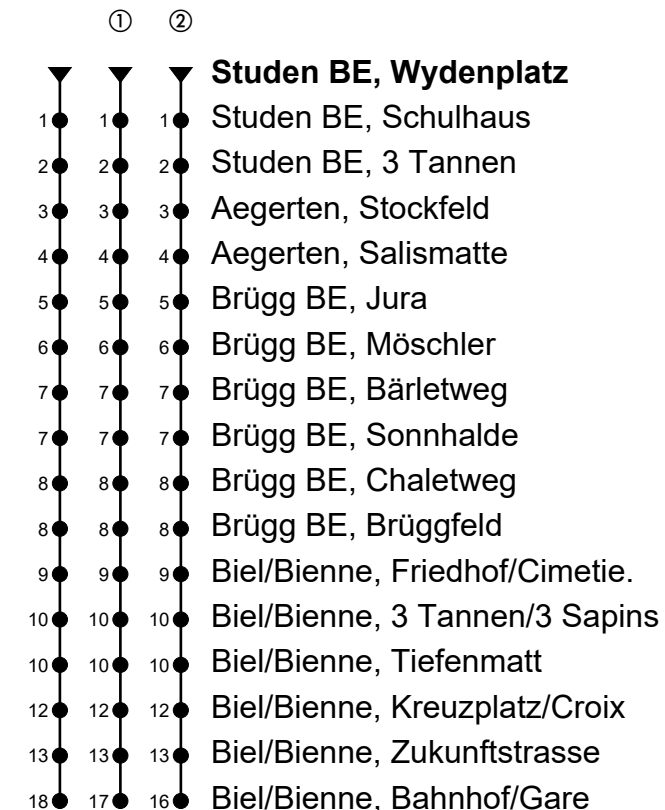 ① ②
Studen BE, Wydenplatz
1 1 1 Studen BE, Schulhaus
2 2 2 Studen BE, 3 Tannen
3 3 3 Aegerten, Stockfeld
4 4 4 Aegerten, Salismatte
5 5 5 Brügg BE, Jura
6 6 6 Brügg BE, Möschler
7 7 7 Brügg BE, Bärletweg
7 7 7 Brügg BE, Sonnhalde
8 8 8 Brügg BE, Chaletweg
8 8 8 Brügg BE, Brüggfeld
9 9 9 Biel/Bienne, Friedhof/Cimetie.
10 10 10 Biel/Bienne, 3 Tannen/3 Sapins
10 10 10 Biel/Bienne, Tiefenmatt
12 12 12 Biel/Bienne, Kreuzplatz/Croix
13 13 13 Biel/Bienne, Zukunftstrasse
18 17 16 Biel/Bienne, Bahnhof/Gare